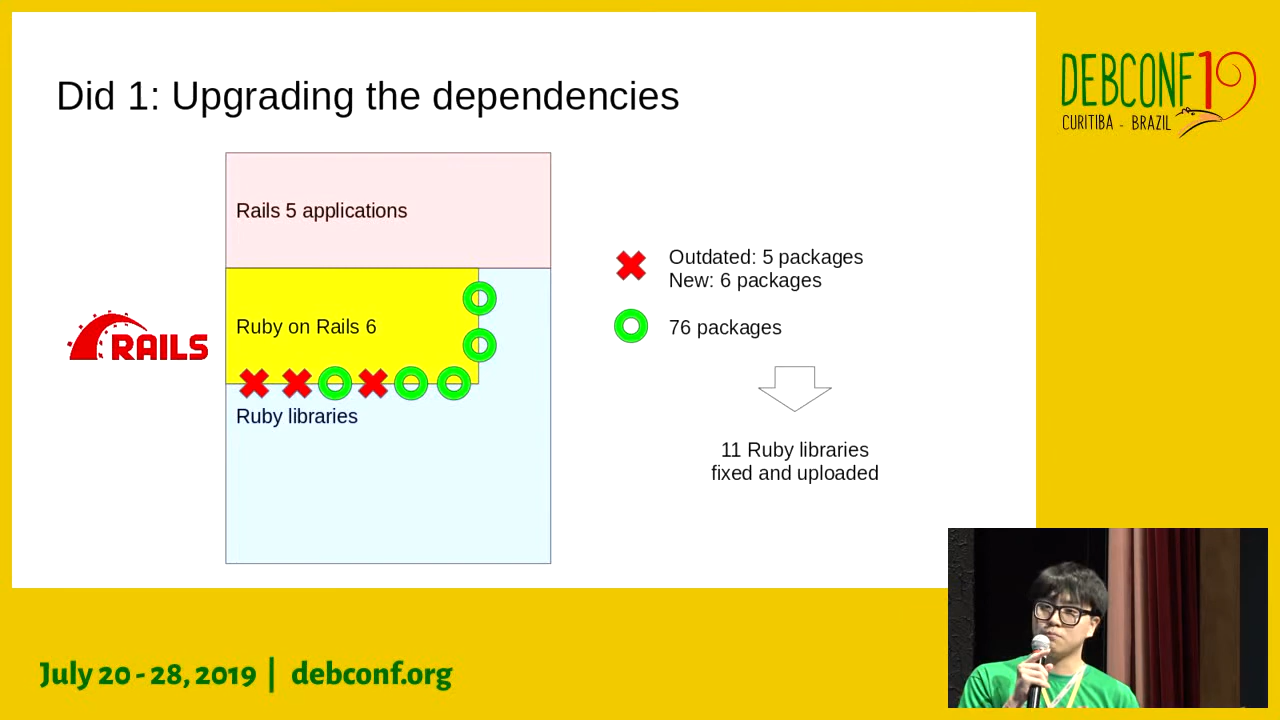 Did 1: Upgrading the dependencies
Rails 5 applications
Ruby on Rails 6
RAILS
Ruby libraries
Outdated: 5 packages
New: 6 packages
76 packages
11 Ruby libraries
fixed and uploaded
DEBCONF19
CURITIBA - BRAZIL
July 20 - 28, 2019 | debconf.org